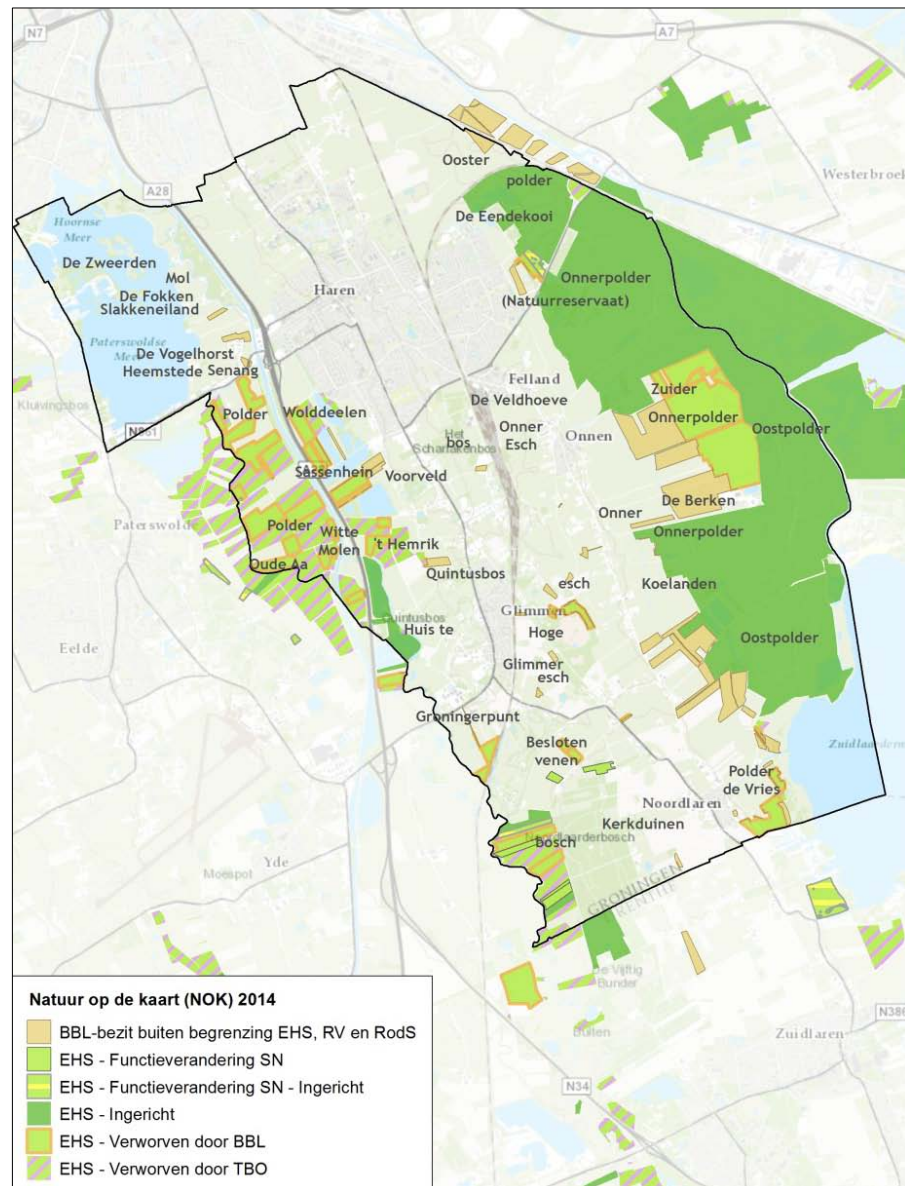 N7
A7
Ooster
Westerbroek
polder
A28
Hoornse
Meer
De Eendekooi
De Zweerden
Mol
Onnerpolder
De Fokken
Haren
(Natuurreservaat)
Slakkeneiland
Paterswoldse
Meer
De Vogelhorst
Heemstede Senang
Felland
Zuider
De Veldhoeve
Kluivingsbos
Polder
Wolddeelen
Onner
Onnerpolder
Esch
Onnen
Oostpolder
Het
bos
Scharlakenbos
N861
Sassenhein
Voorveld
De Berken
Onner
Paterswolde
Polder
Witte
Onnerpolder
Molen
't Hemrik
Oude Aa
Quintusbos
esch
Koelanden
Glimmen
Quintusbos
Huis te
Hoge
Oostpolder
Eelde
Glimmer
esch
Groningerpunt
Besloten
Zuidlaarderm
venen
Polder
de Vries
Noordlaren
Kerkduinen
Noordlaarderbosch
bosch
Yde
Moespot
GRONINGEN
DRENTHE
De Vijftig
Bunder
N386
Buiten
Zuidlaren
N34
Natuur op de kaart (NOK) 2014
BBL-bezit buiten begrenzing EHS, RV en RodS
EHS - Functieverandering SN
EHS - Functieverandering SN - Ingericht
EHS - Ingericht
EHS - Verworven door BBL
EHS - Verworven door TBO